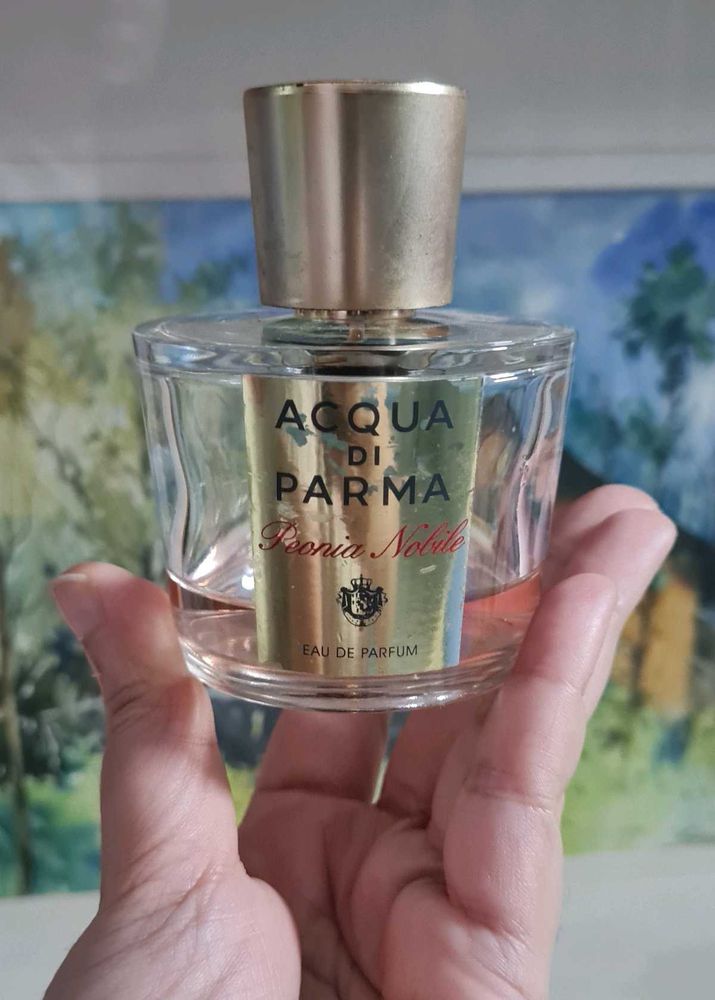 ACQUA
DI
PARMA
Peonia Nobile
EAU DE PARFUM